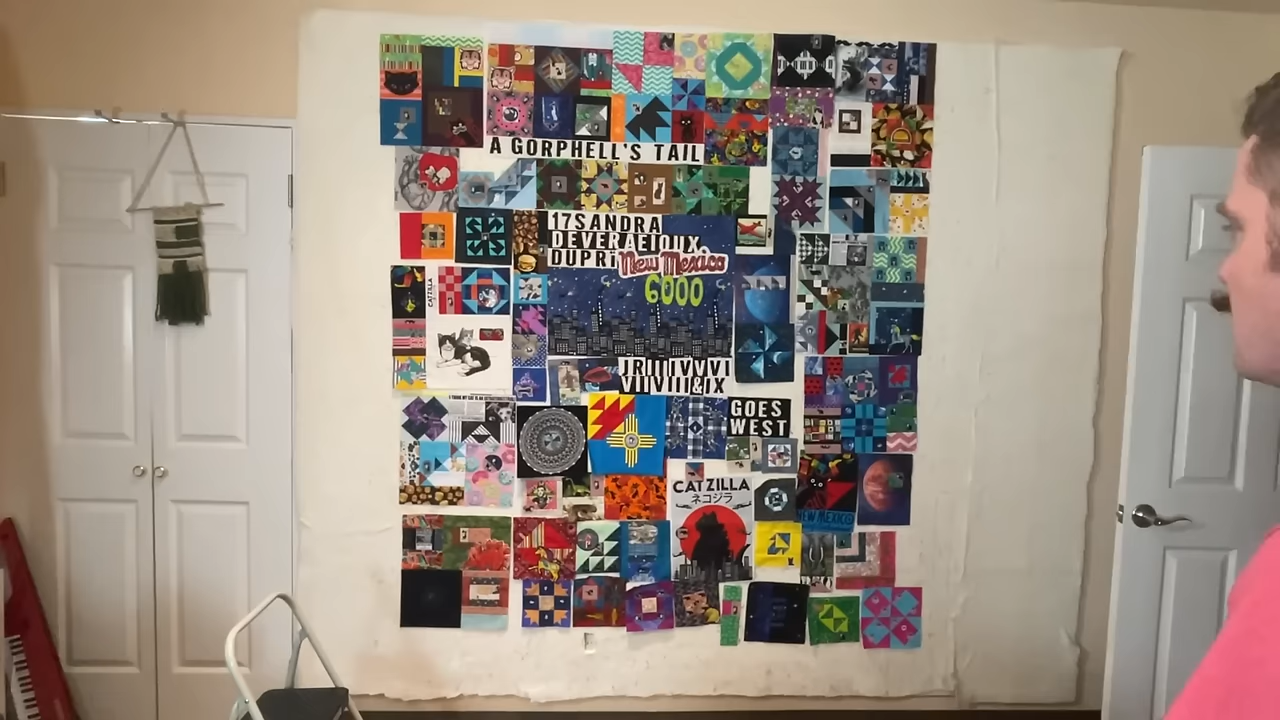 A GORPHELL'S TAIL
17SANDRA
DEVERAEIOUX
DUPRI
New Mexico
6000
CATZILLA
JRIIIIVVVI
VIIVIII&IX
GOES
WEST
CATZILLA
ネコジラ
NEW MEXICO